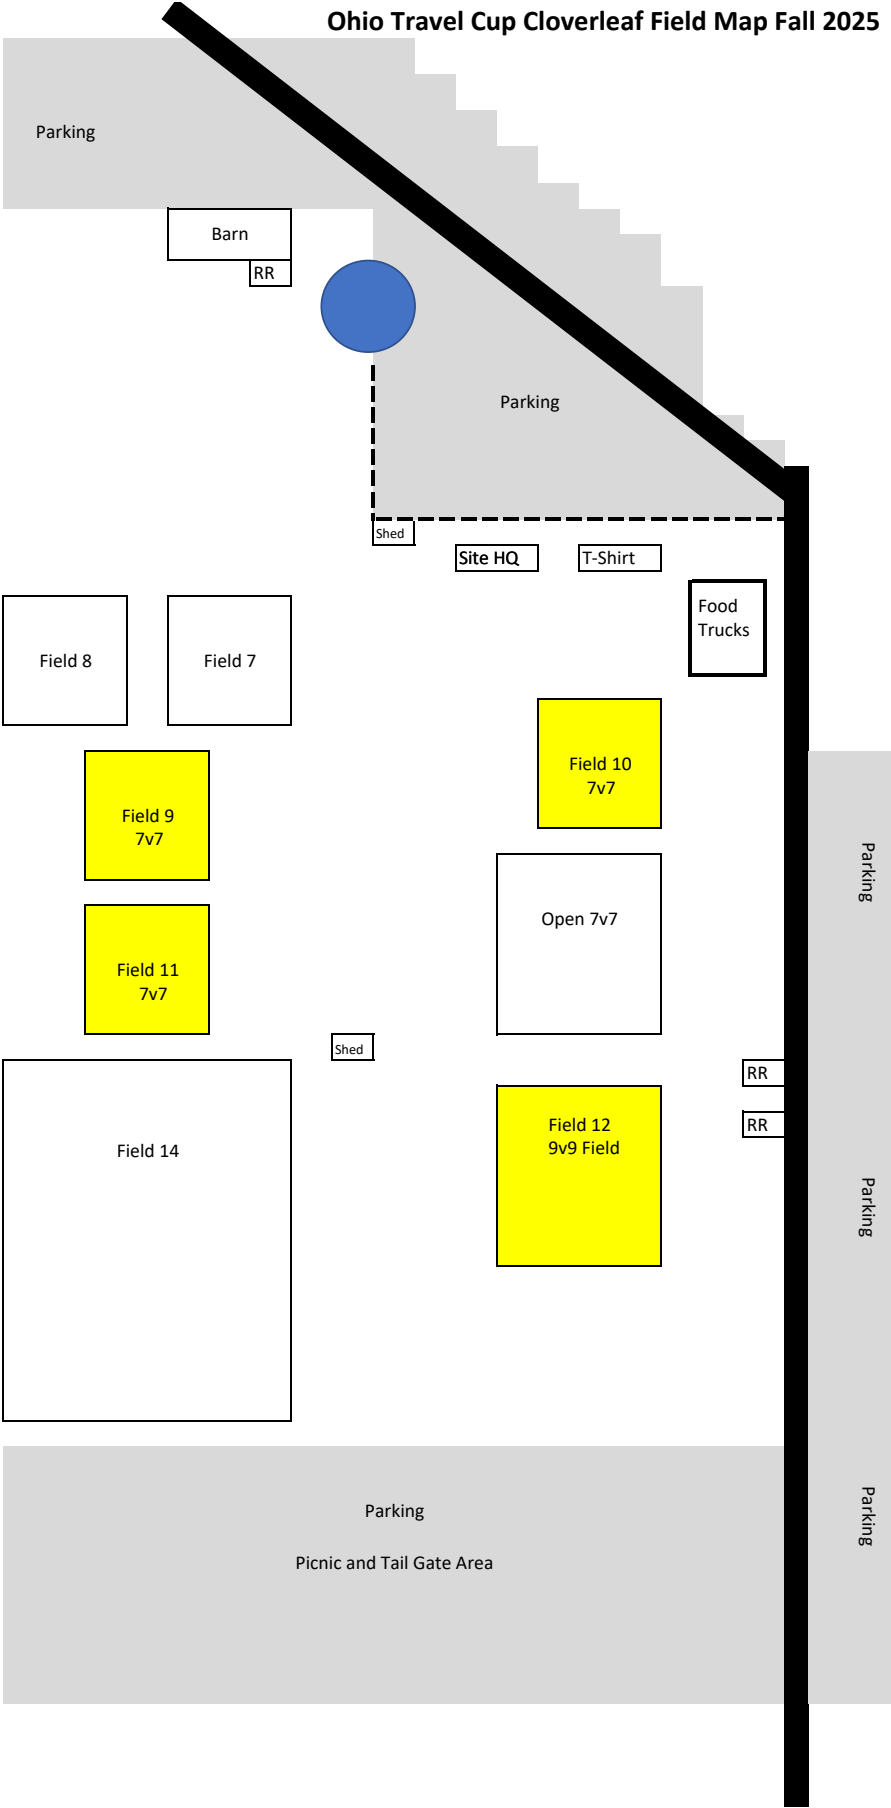 Ohio Travel Cup Cloverleaf Field Map Fall 2025
Parking
Barn
RR
Parking
Shed
Site HQ
T-Shirt
Food
Trucks
Field 8
Field 7
Field 10
7v7
Field 9
7v7
Parking
Open 7v7
Field 11
7v7
Shed
RR
Field 12
9v9 Field
RR
Field 14
Parking
Parking
Parking
Picnic and Tail Gate Area